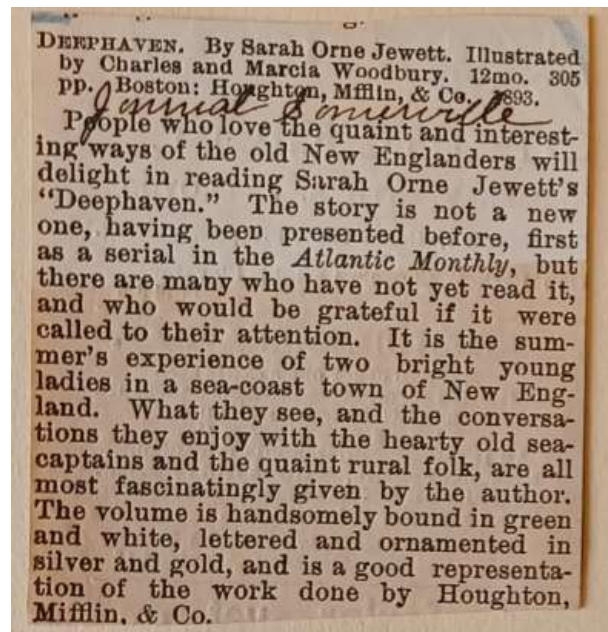 DEEPHAVEN. By Sarah Orne Jewett. Illustrated
by Charles and Marcia Woodbury. 12mo. 305
pp. Boston: Houghton, Mfflin, & Co. 1893.
Journal Somerville
People who love the quaint and interest-
ing ways of the old New Englanders will
delight in reading Sarah Orne Jewett's
"Deephaven." The story is not a new
one, having been presented before, first
as a serial in the Atlantic Monthly, but
there are many who have not yet read it,
and who would be grateful if it were
called to their attention. It is the sum-
mer's experience of two bright young
ladies in a sea-coast town of New Eng-
land. What they see, and the conversa-
tions they enjoy with the hearty old sea-
captains and the quaint rural folk, are all
most fascinatingly given by the author.
The volume is handsomely bound in green
and white, lettered and ornamented in
silver and gold, and is a good representa-
tion of the work done by Houghton,
Mifflin, & Co.